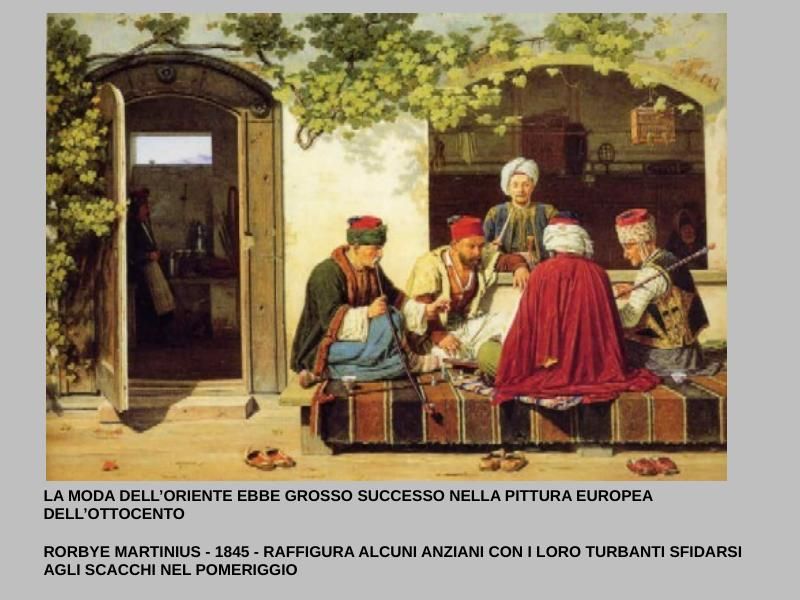 LA MODA DELL'ORIENTE EBBE GROSSO SUCCESSO NELLA PITTURA EUROPEA
DELL'OTTOCENTO
RORBYE MARTINIUS - 1845 - RAFFIGURA ALCUNI ANZIANI CON I LORO TURBANTI SFIDARSI
AGLI SCACCHI NEL POMERIGGIO